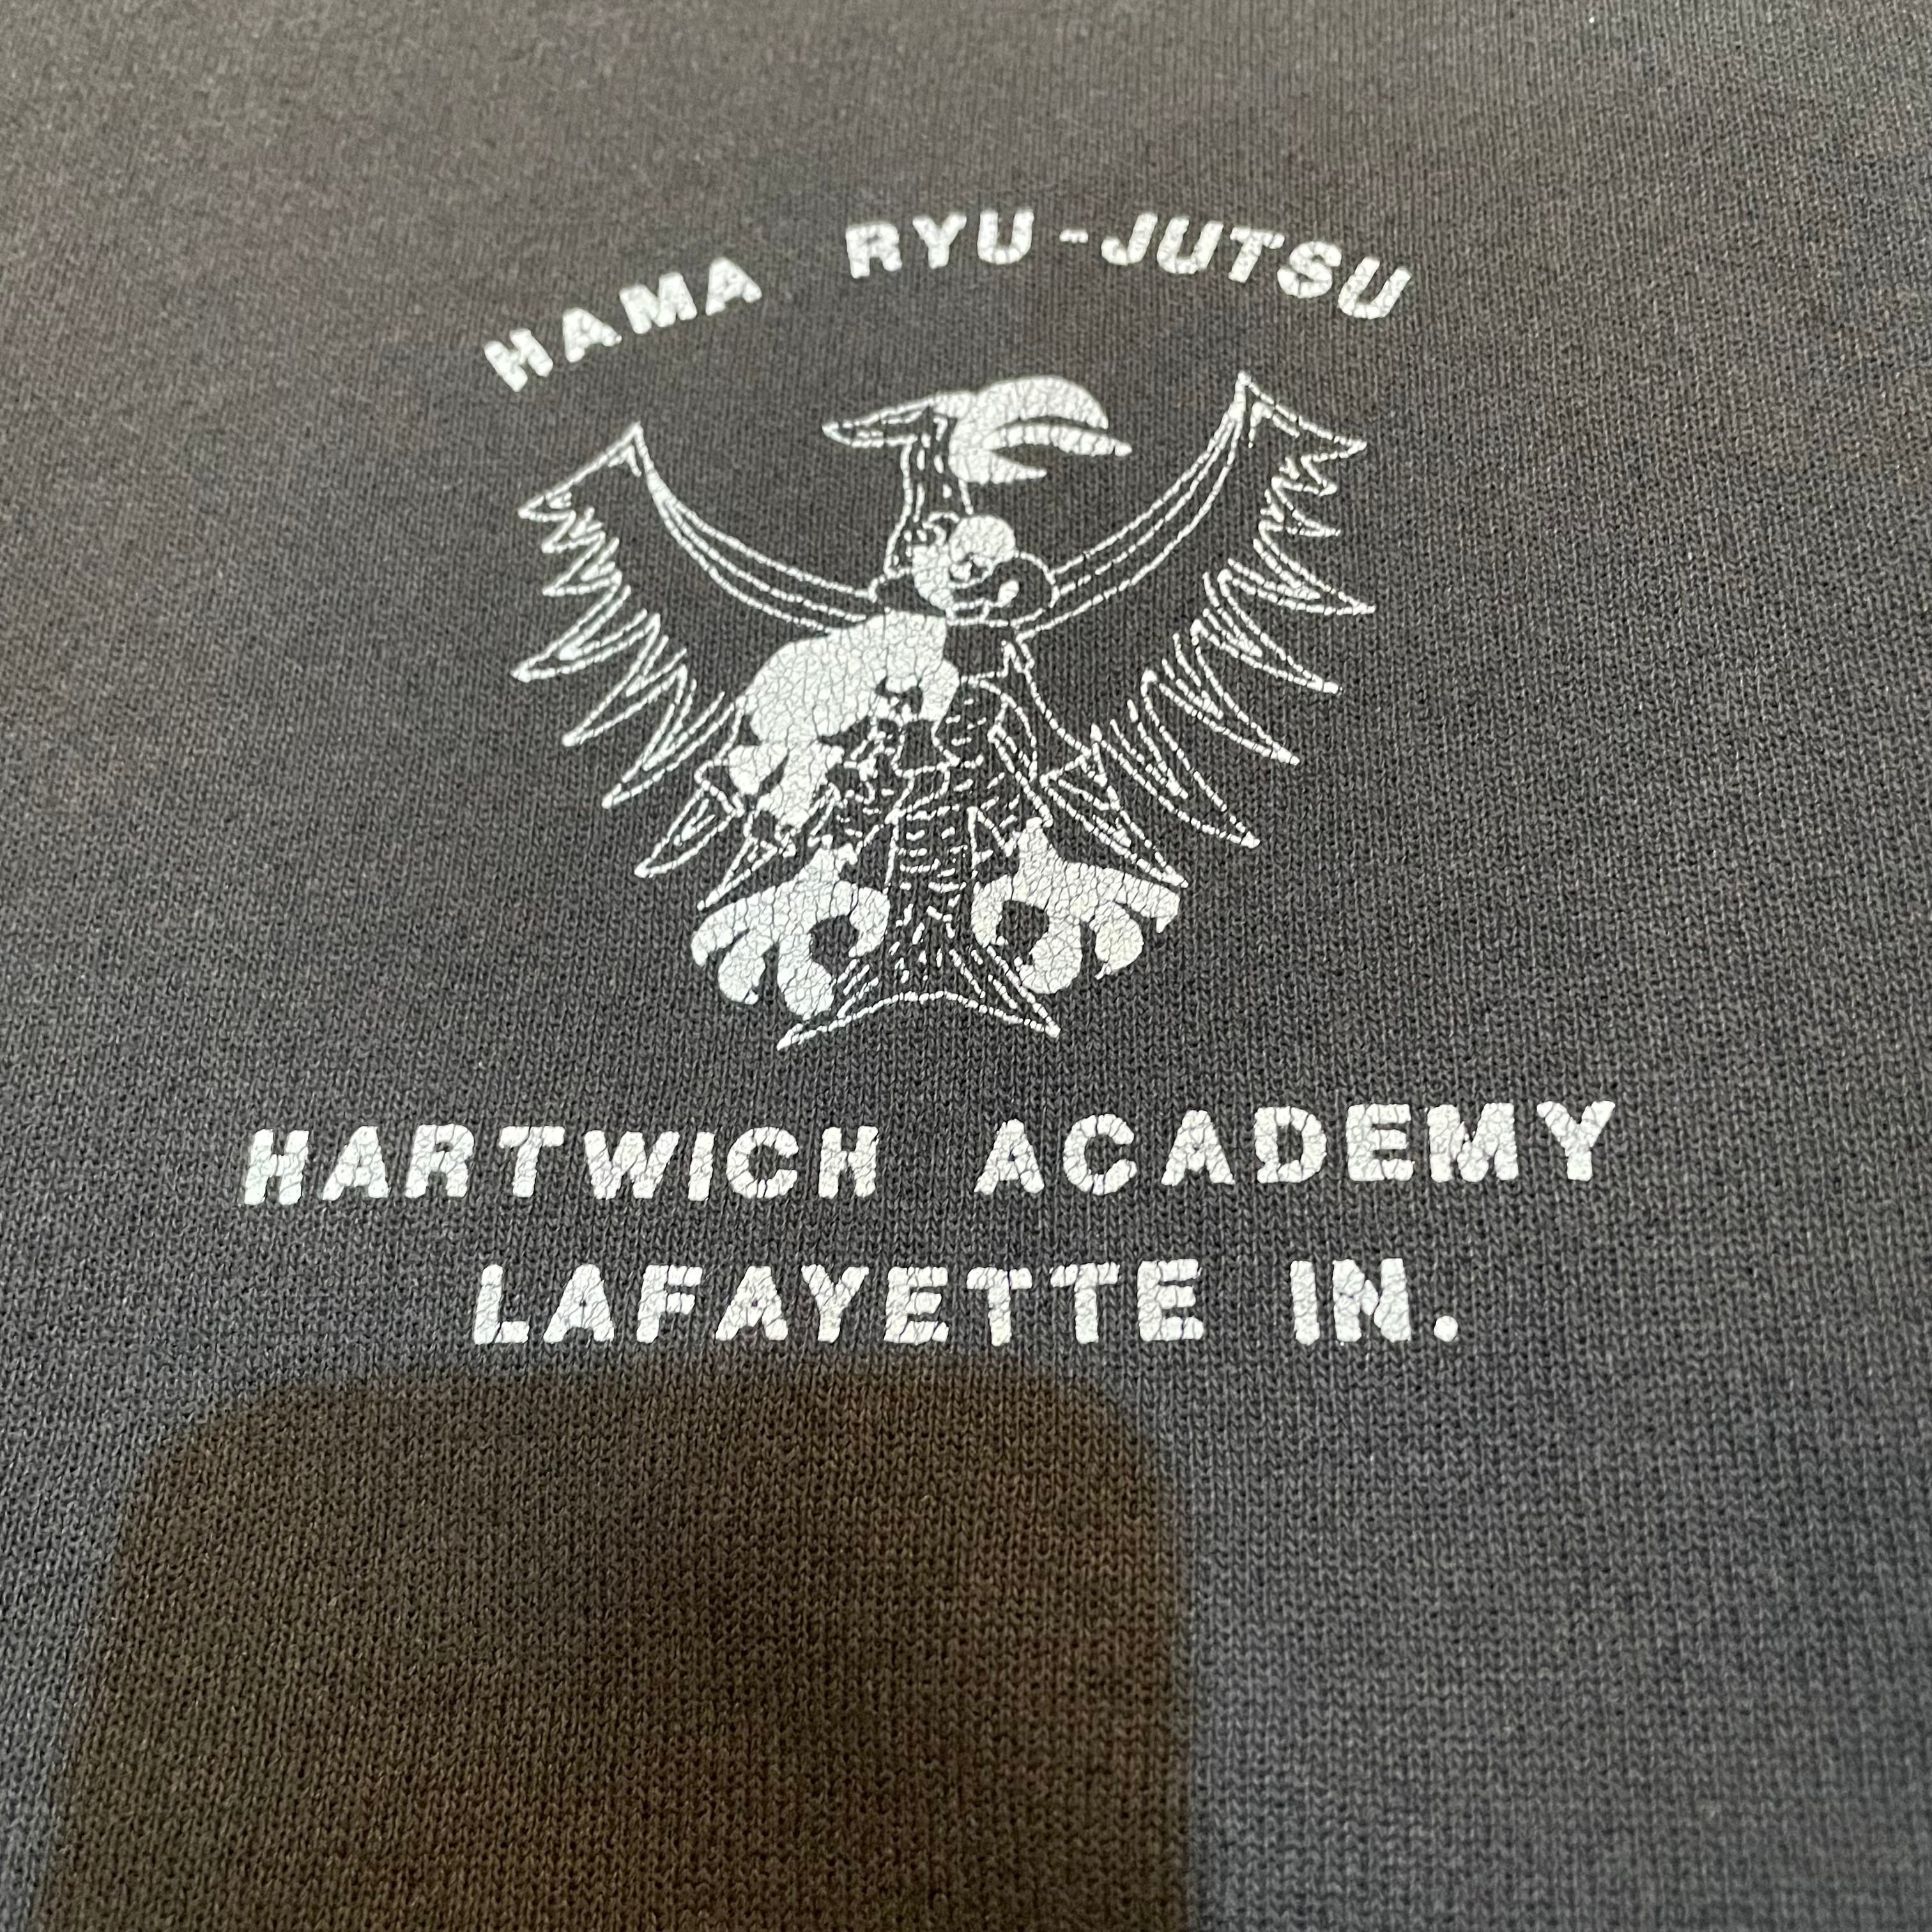 HAMA RYU-JUTSU
HARTWICH ACADEMY
LAFAYETTE IN.